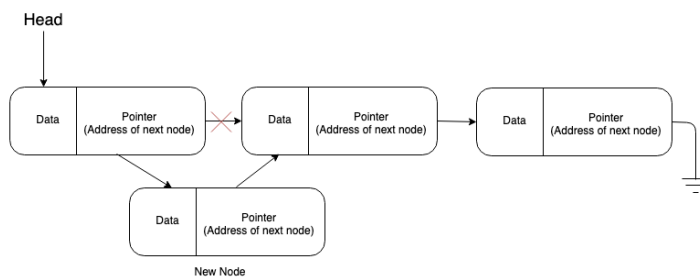 Head
Data
Pointer
(Address of next node)
Data
Pointer
(Address of next node)
Data
Pointer
(Address of next node)
Data
Pointer
(Address of next node)
New Node